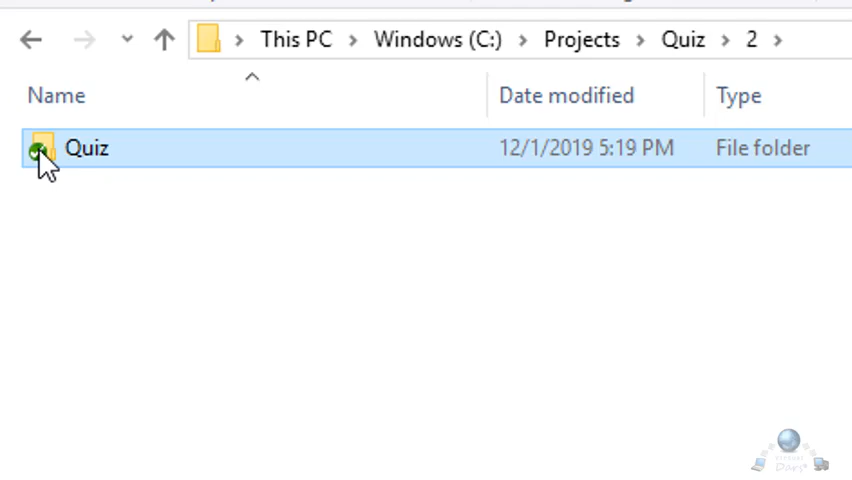 This PC > Windows (C:) > Projects > Quiz > 2 >
Name Date modified Type
Quiz 12/1/2019 5:19 PM File folder